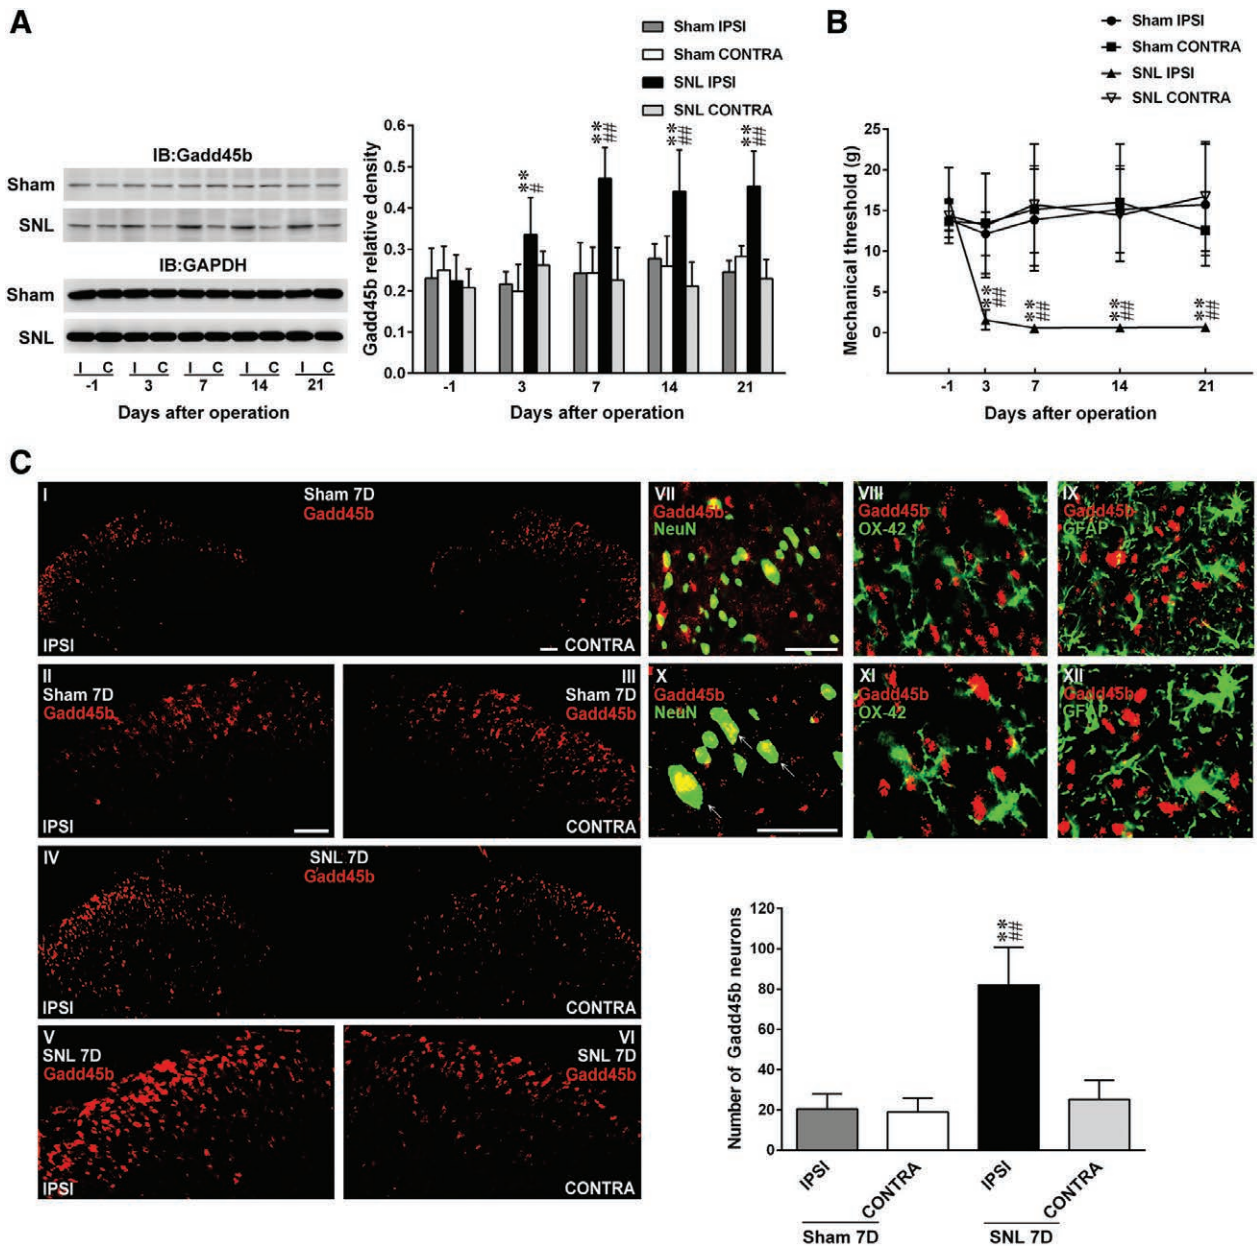 A
IB:Gadd45b
Sham
SNL
IB:GAPDH
Sham
SNL
I C I C I C I C I C
-1 3 7 14 21
Days after operation
Sham IPSI
Sham CONTRA
SNL IPSI
SNL CONTRA
Gadd45b relative density
0.6
0.5
0.4
0.3
0.2
0.1
0.0
** #
** ##
** ##
** ##
-1 3 7 14 21
Days after operation
B
Sham IPSI
Sham CONTRA
SNL IPSI
SNL CONTRA
Mechanical threshold (g)
25
20
15
10
5
0
** ##
** ##
** ##
** ##
-1 3 7 14 21
Days after operation
C
I
Sham 7D
Gadd45b
IPSI
CONTRA
II
Sham 7D
Gadd45b
IPSI
III
Sham 7D
Gadd45b
CONTRA
IV
SNL 7D
Gadd45b
IPSI
CONTRA
V
SNL 7D
Gadd45b
IPSI
VI
SNL 7D
Gadd45b
CONTRA
VII
Gadd45b
NeuN
VIII
Gadd45b
OX-42
IX
Gadd45b
GFAP
X
Gadd45b
NeuN
XI
Gadd45b
OX-42
XII
Gadd45b
GFAP
Number of Gadd45b neurons
120
100
80
60
40
20
0
** ##
IPSI
CONTRA
IPSI
CONTRA
Sham 7D
SNL 7D